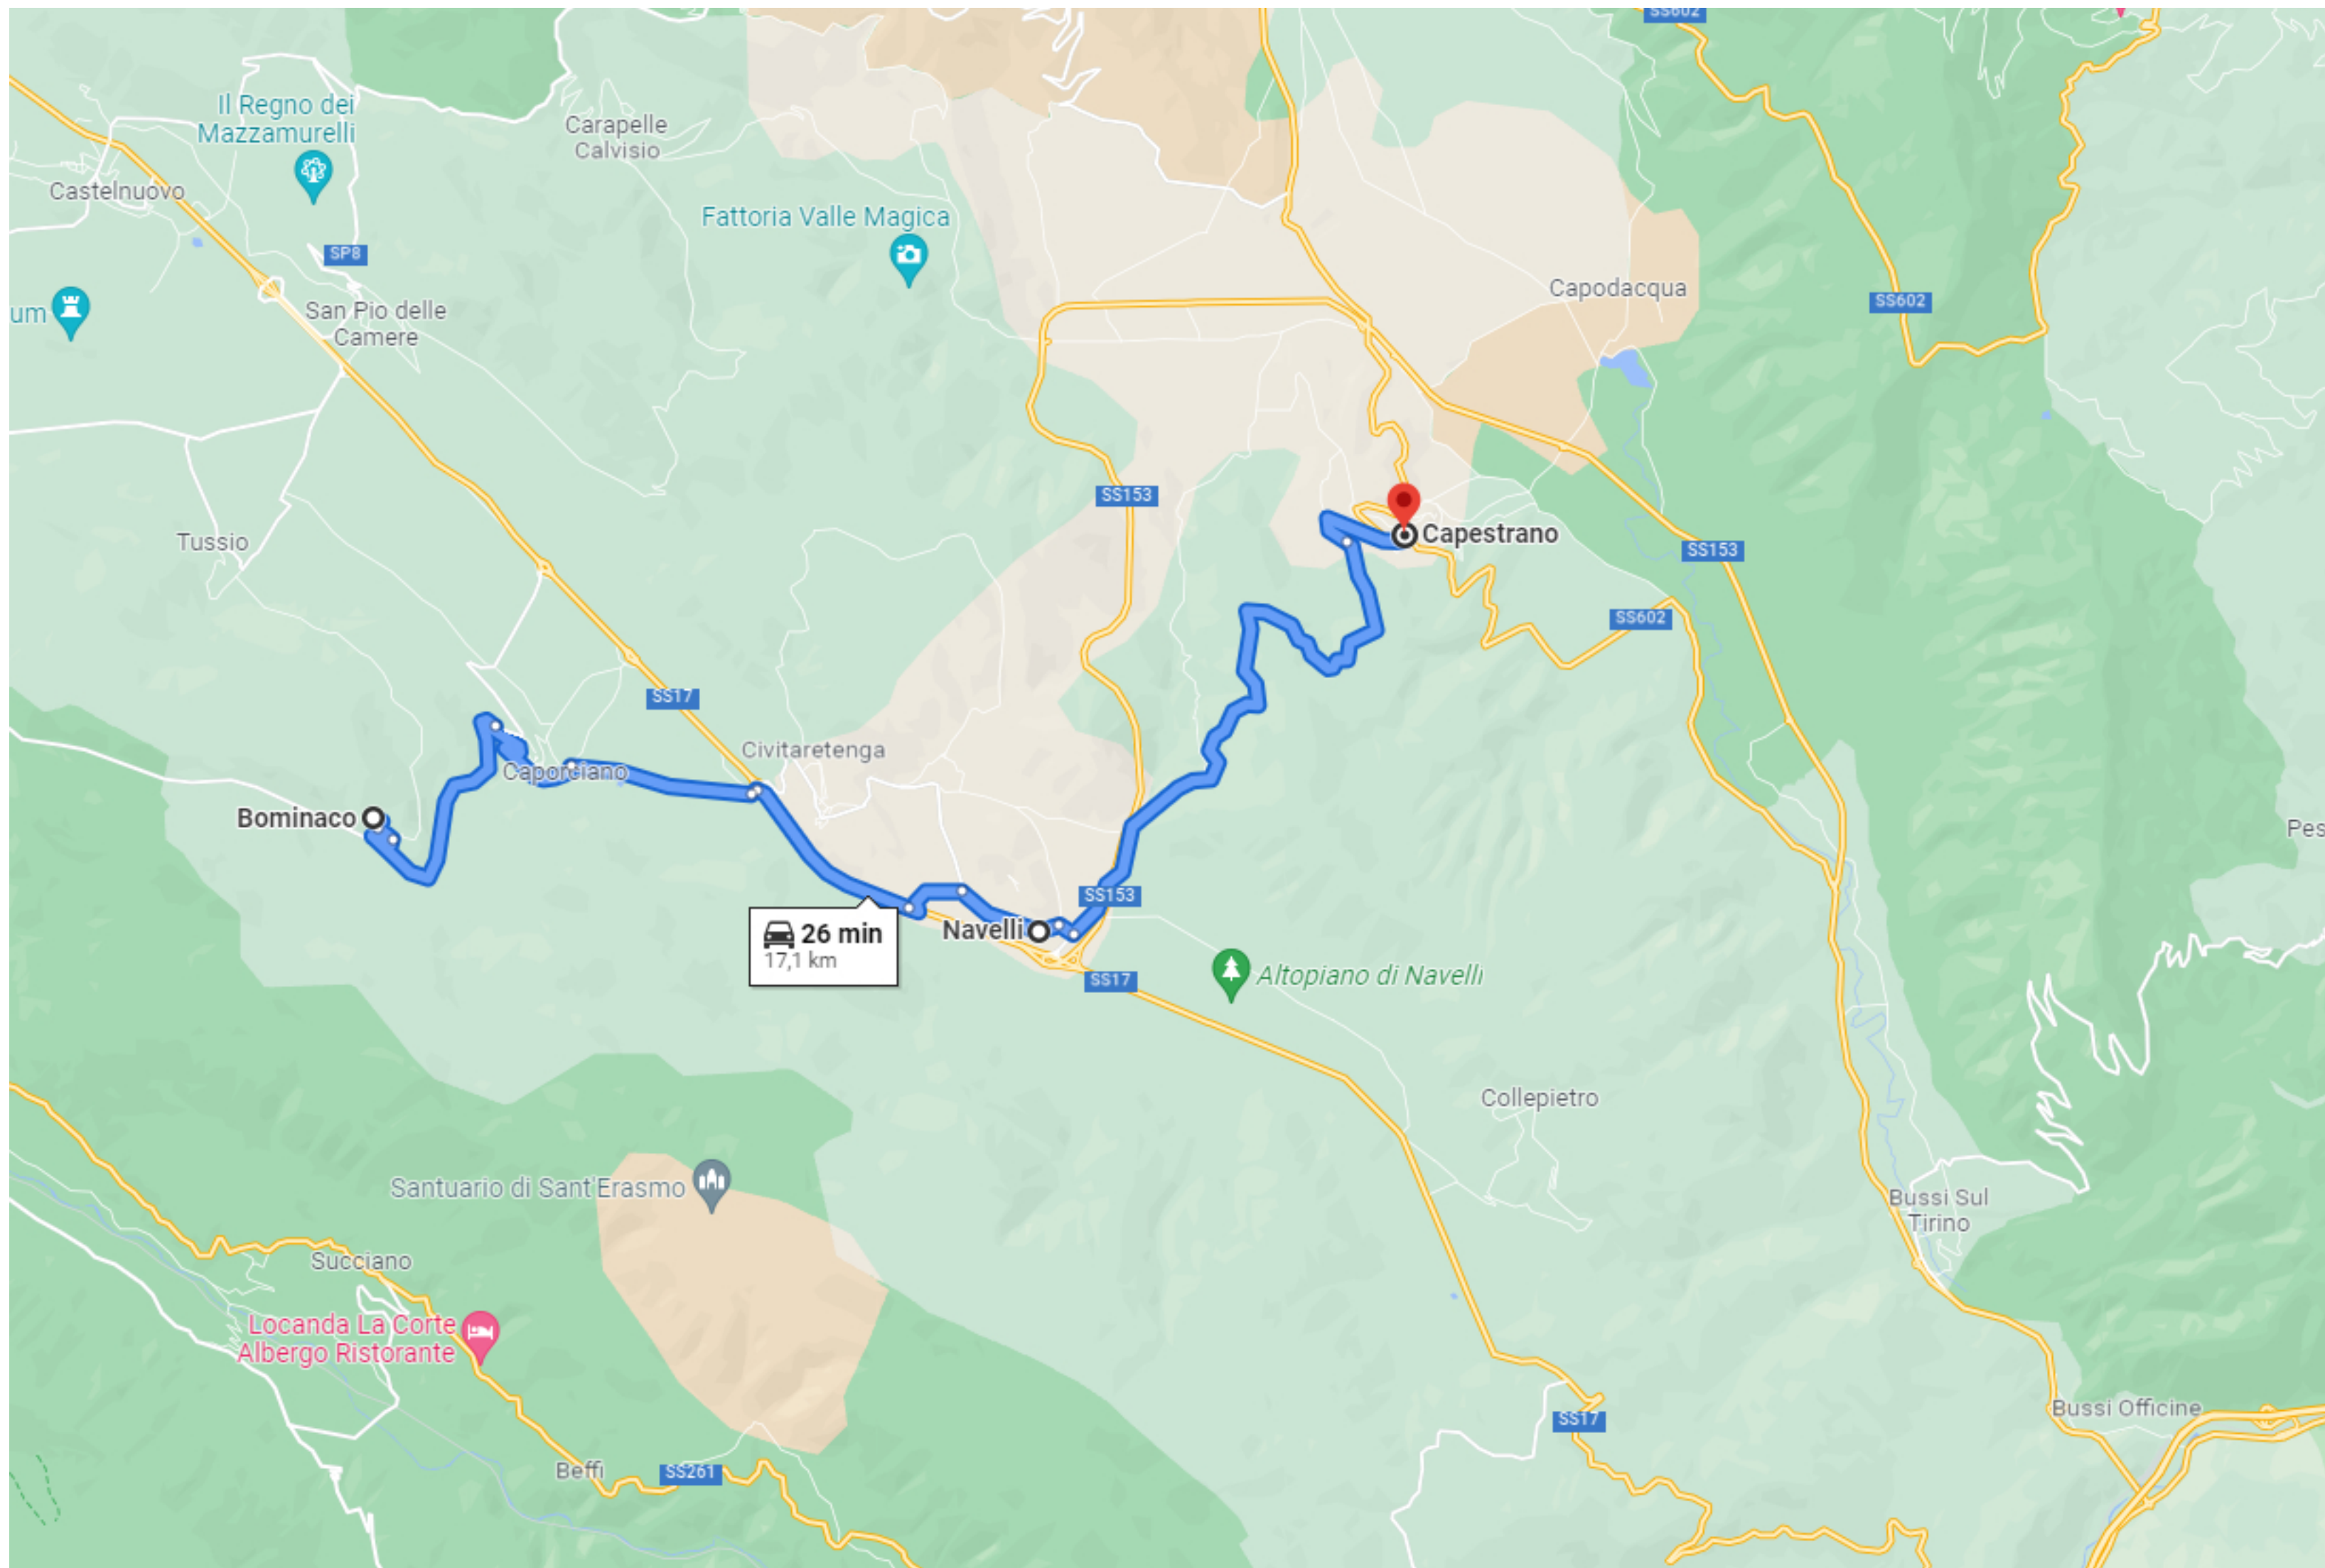 SS602
Il Regno dei
Mazzamurelli
Carapelle
Calvisio
Castelnuovo
Fattoria Valle Magica
SP8
Capodacqua
SS602
um
San Pio delle
Camere
SS153
Capestrano
Tussio
SS153
SS602
SS17
Civitaretenga
Caporciano
Bominaco
Pes
SS153
26 min
17,1 km
Navelli
Altopiano di Navelli
SS17
Collepietro
Santuario di Sant'Erasmo
Bussi Sul
Tirino
Succiano
Locanda La Corte
Albergo Ristorante
Bussi Officine
SS17
Beffi
SS261